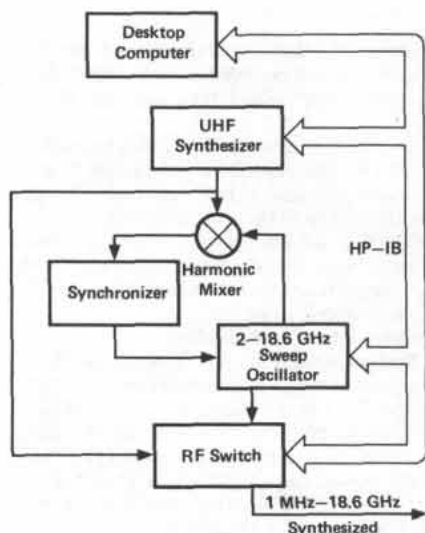 Desktop
Computer
UHF
Synthesizer
HP–IB
Harmonic
Mixer
Synchronizer
2–18.6 GHz
Sweep
Oscillator
RF Switch
1 MHz–18.6 GHz
Synthesized